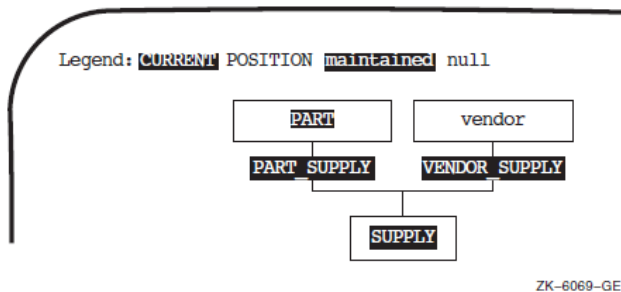 Legend: CURRENT POSITION maintained null
PART vendor
PART_SUPPLY VENDOR_SUPPLY
SUPPLY
ZK-6069-GE